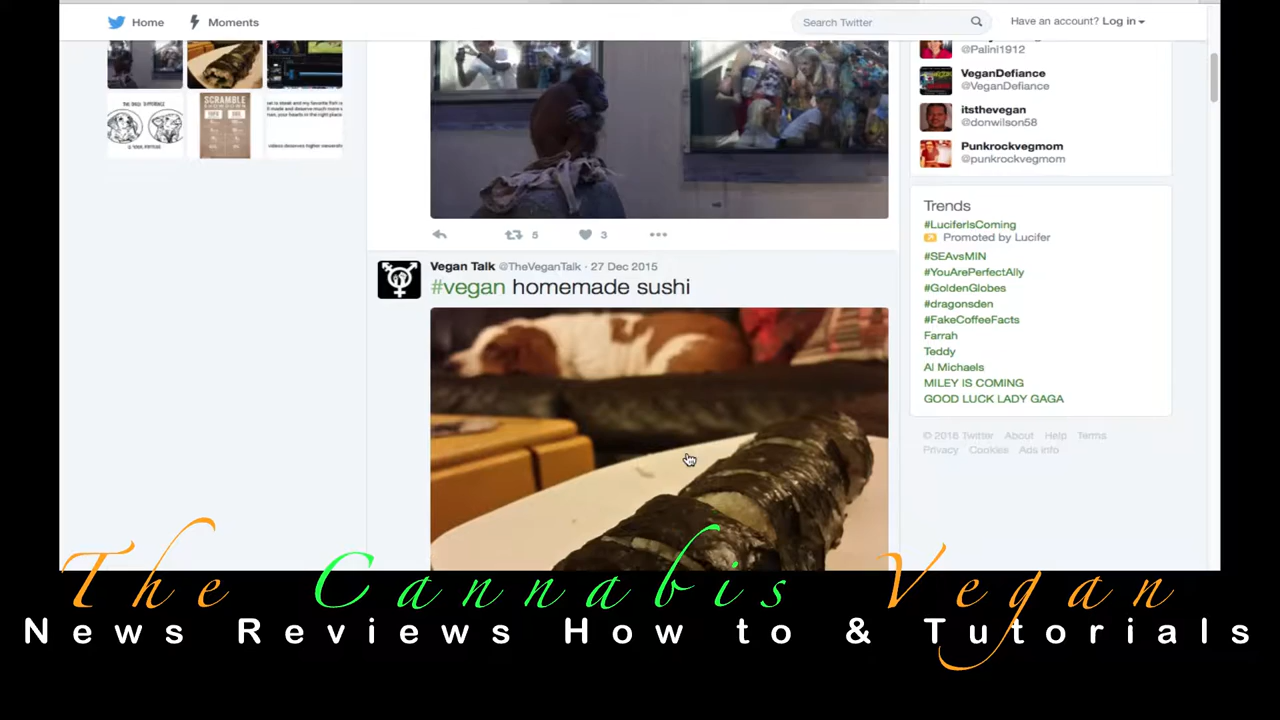 Home
Moments
Search Twitter
Have an account? Log in
@Palini1912
VeganDefiance
@VeganDefiance
itsthevegan
@donwilson58
Punkrockvegmom
@punkrockvegmom
SCRAMBLE
Trends
#LuciferIsComing
Promoted by Lucifer
#SEAvsMIN
#YouArePerfectAlly
#GoldenGlobes
#dragonsden
#FakeCoffeeFacts
Farrah
Teddy
Al Michaels
MILEY IS COMING
GOOD LUCK LADY GAGA
© 2016 Twitter About Help Terms
Privacy Cookies Ads info
5
3
Vegan Talk @TheVeganTalk · 27 Dec 2015
#vegan homemade sushi
The Cannabis Vegan
News Reviews How to & Tutorials